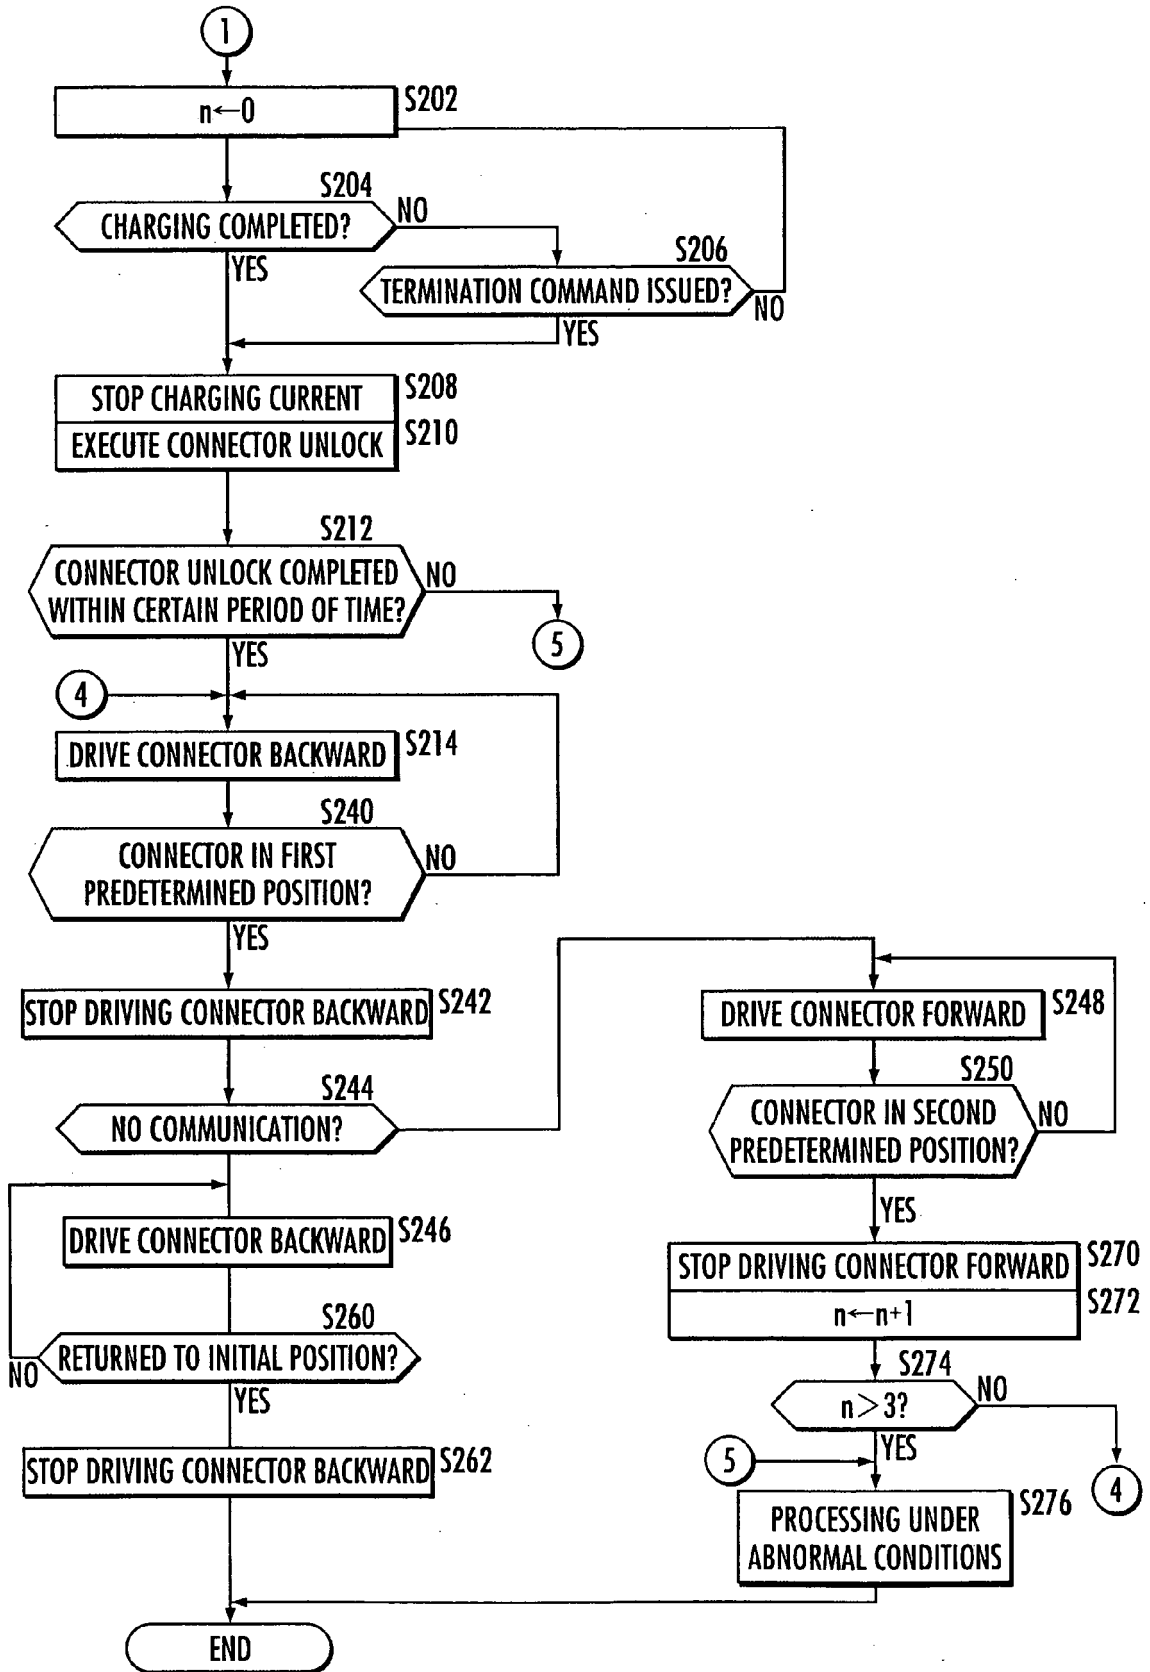 1
n←0
S202
S204
CHARGING COMPLETED?
NO
YES
S206
TERMINATION COMMAND ISSUED?
NO
YES
STOP CHARGING CURRENT
S208
EXECUTE CONNECTOR UNLOCK
S210
S212
CONNECTOR UNLOCK COMPLETED
WITHIN CERTAIN PERIOD OF TIME?
NO
5
YES
4
DRIVE CONNECTOR BACKWARD
S214
S240
CONNECTOR IN FIRST
PREDETERMINED POSITION?
NO
YES
STOP DRIVING CONNECTOR BACKWARD
S242
S244
NO COMMUNICATION?
DRIVE CONNECTOR BACKWARD
S246
S260
RETURNED TO INITIAL POSITION?
NO
YES
STOP DRIVING CONNECTOR BACKWARD
S262
DRIVE CONNECTOR FORWARD
S248
S250
CONNECTOR IN SECOND
PREDETERMINED POSITION?
NO
YES
STOP DRIVING CONNECTOR FORWARD
S270
n←n+1
S272
S274
n>3?
NO
YES
5
4
PROCESSING UNDER
ABNORMAL CONDITIONS
S276
END